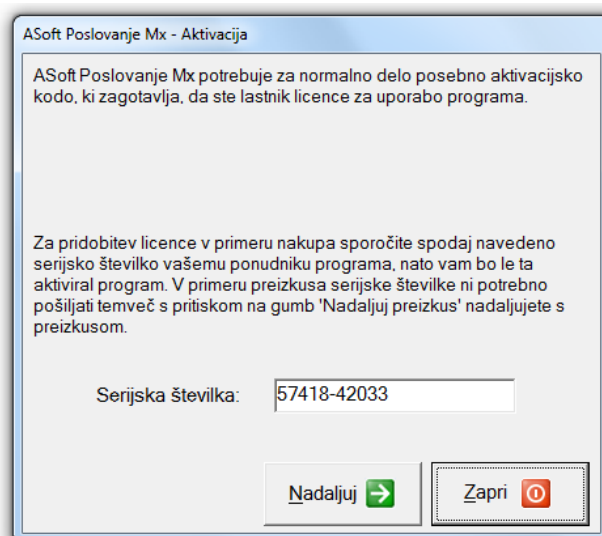 ASoft Poslovanje Mx - Aktivacija
ASoft Poslovanje Mx potrebuje za normalno delo posebno aktivacijsko
kodo, ki zagotavlja, da ste lastnik licence za uporabo programa.
Za pridobitev licence v primeru nakupa sporočite spodaj navedeno
serijsko številko vašemu ponudniku programa, nato vam bo le ta
aktiviral program. V primeru preizkusa serijske številke ni potrebno
pošiljati temveč s pritiskom na gumb 'Nadaljuj preizkus' nadaljujete s
preizkusom.
Serijska številka: 57418-42033
Nadaljuj Zapri